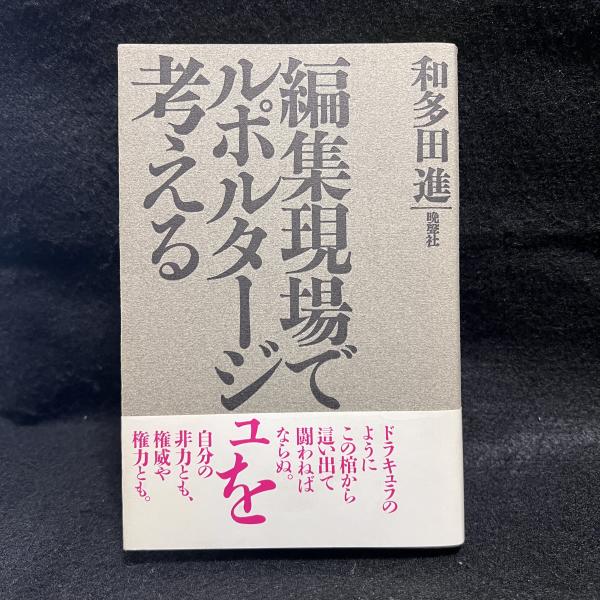 和多田進
晩聲社
編集現場で
ルポルタージュを
考える
ドラキュラの
ように
この棺から
這い出て
闘わねば
ならぬ。
自分の
非力とも、
権威や
権力とも。